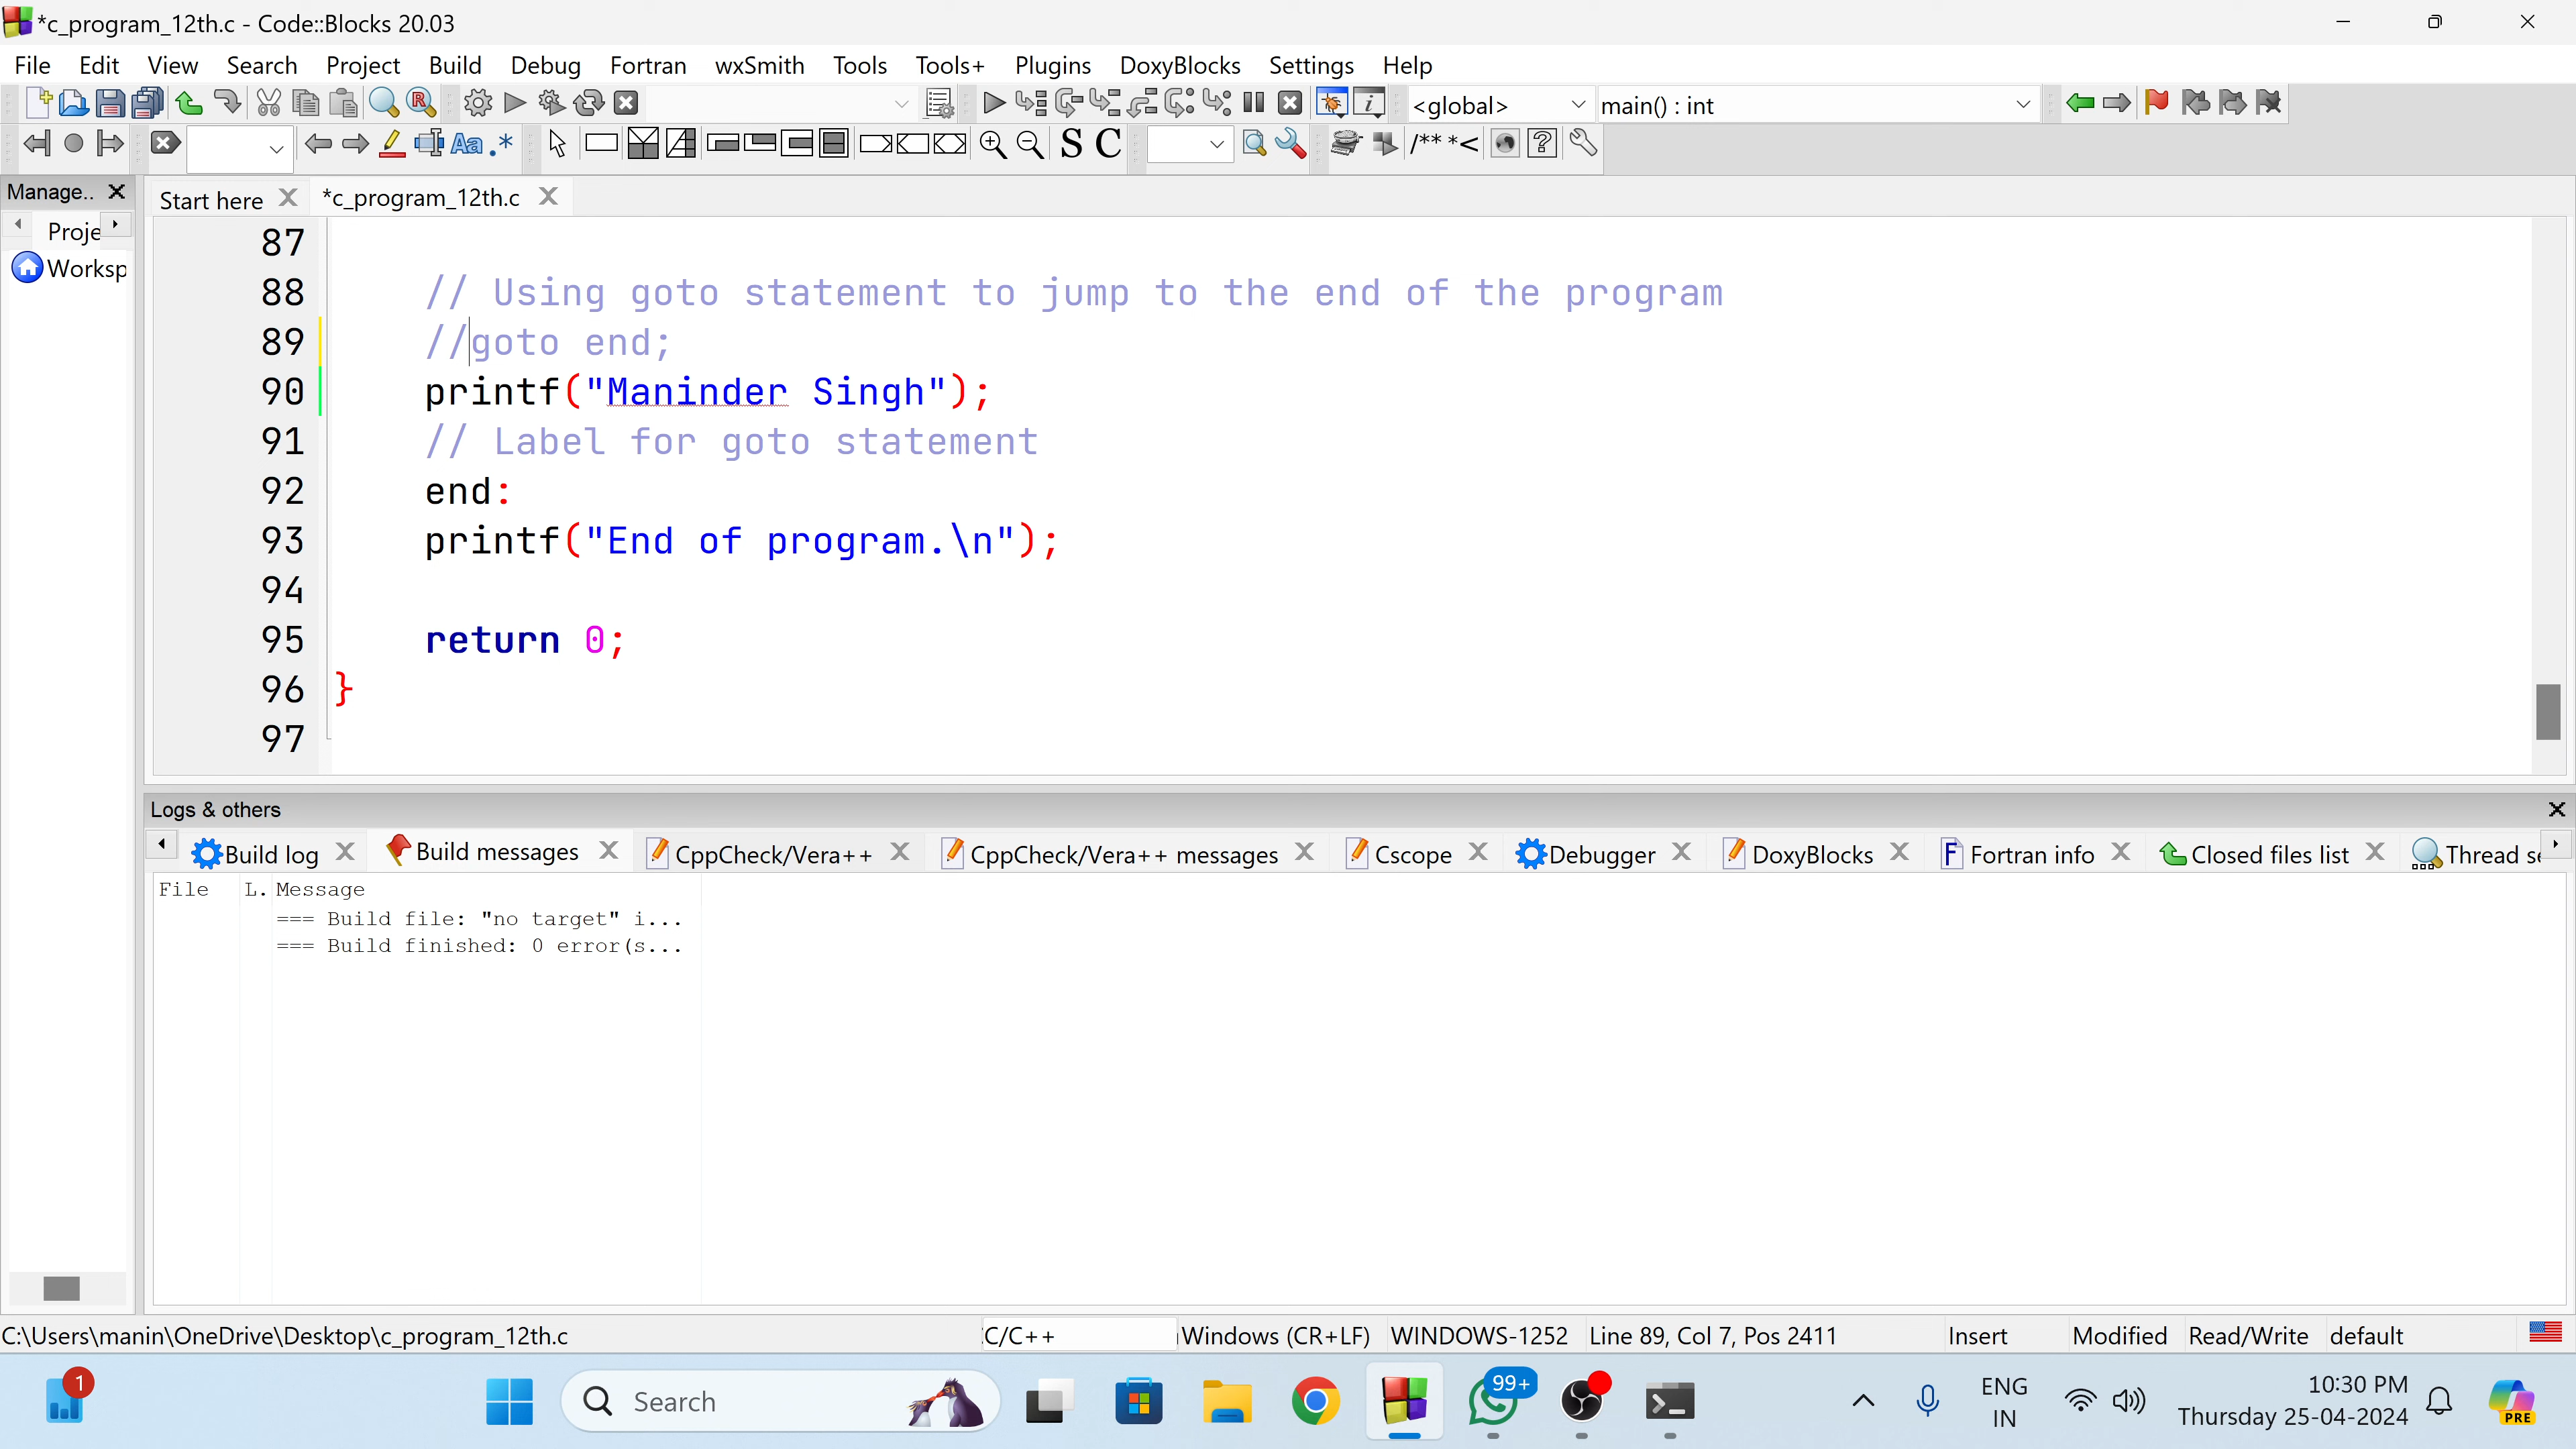 *c_program_12th.c - Code::Blocks 20.03
File Edit View Search Project Build Debug Fortran wxSmith Tools Tools+ Plugins DoxyBlocks Settings Help
<global> main() : int
Aa .* S C /** *<
Manage.. Start here *c_program_12th.c
Proje
Worksp
87
88 // Using goto statement to jump to the end of the program
89 //goto end;
90 printf("Maninder Singh");
91 // Label for goto statement
92 end:
93 printf("End of program.\n");
94
95 return 0;
96 }
97
Logs & others
Build log Build messages CppCheck/Vera++ CppCheck/Vera++ messages Cscope Debugger DoxyBlocks Fortran info Closed files list Thread se
File L. Message
=== Build file: "no target" i...
=== Build finished: 0 error(s...
C:\Users\manin\OneDrive\Desktop\c_program_12th.c C/C++ Windows (CR+LF) WINDOWS-1252 Line 89, Col 7, Pos 2411 Insert Modified Read/Write default
1 Search 99+ ENG 10:30 PM
IN Thursday 25-04-2024 PRE